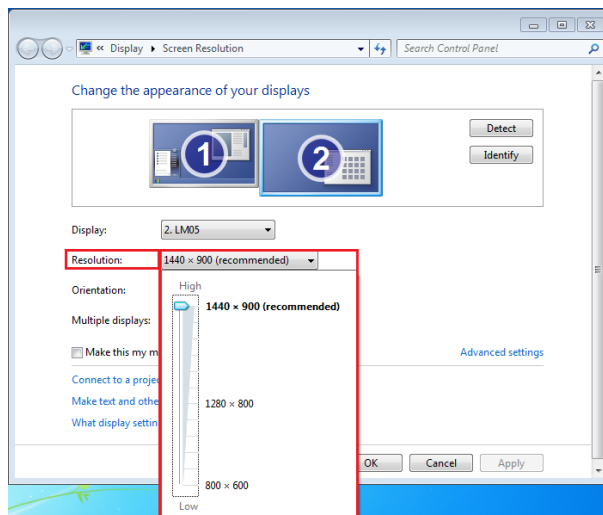 « Display ▸ Screen Resolution
Search Control Panel
Change the appearance of your displays
1
2
Detect
Identify
Display:
2. LM05
Resolution:
1440 × 900 (recommended)
Orientation:
High
1440 × 900 (recommended)
Multiple displays:
Make this my m
Advanced settings
Connect to a proje
Make text and othe
1280 × 800
What display settin
OK
Cancel
Apply
800 × 600
Low